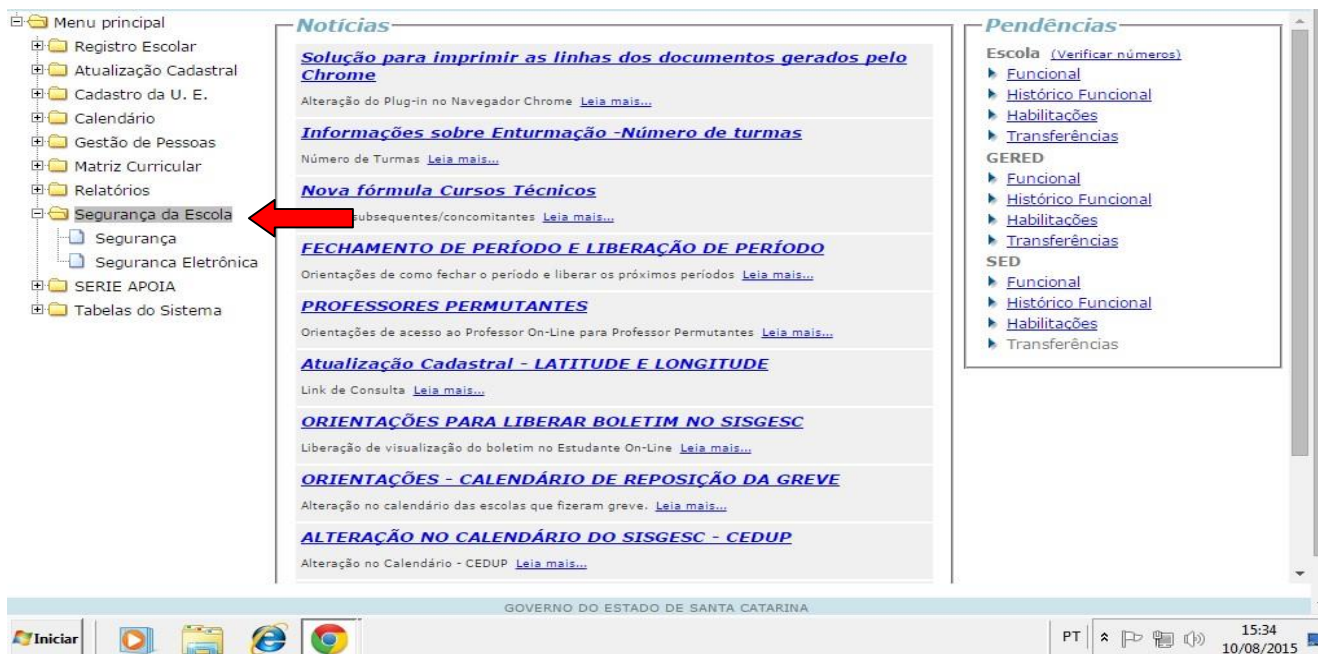 Menu principal
Registro Escolar
Atualização Cadastral
Cadastro da U. E.
Calendário
Gestão de Pessoas
Matriz Curricular
Relatórios
Segurança da Escola
Segurança
Seguranca Eletrônica
SERIE APOIA
Tabelas do Sistema
Notícias
Solução para imprimir as linhas dos documentos gerados pelo
Chrome
Alteração do Plug-in no Navegador Chrome Leia mais...
Informações sobre Enturmação -Número de turmas
Número de Turmas Leia mais...
Nova fórmula Cursos Técnicos
subsequentes/concomitantes Leia mais...
FECHAMENTO DE PERÍODO E LIBERAÇÃO DE PERÍODO
Orientações de como fechar o período e liberar os próximos períodos Leia mais...
PROFESSORES PERMUTANTES
Orientações de acesso ao Professor On-Line para Professor Permutantes Leia mais...
Atualização Cadastral - LATITUDE E LONGITUDE
Link de Consulta Leia mais...
ORIENTAÇÕES PARA LIBERAR BOLETIM NO SISGESC
Liberação de visualização do boletim no Estudante On-Line Leia mais...
ORIENTAÇÕES - CALENDÁRIO DE REPOSIÇÃO DA GREVE
Alteração no calendário das escolas que fizeram greve. Leia mais...
ALTERAÇÃO NO CALENDÁRIO DO SISGESC - CEDUP
Alteração no Calendário - CEDUP Leia mais...
Pendências
Escola (Verificar números)
Funcional
Histórico Funcional
Habilitações
Transferências
GERED
Funcional
Histórico Funcional
Habilitações
Transferências
SED
Funcional
Histórico Funcional
Habilitações
Transferências
GOVERNO DO ESTADO DE SANTA CATARINA
Iniciar
PT
15:34
10/08/2015